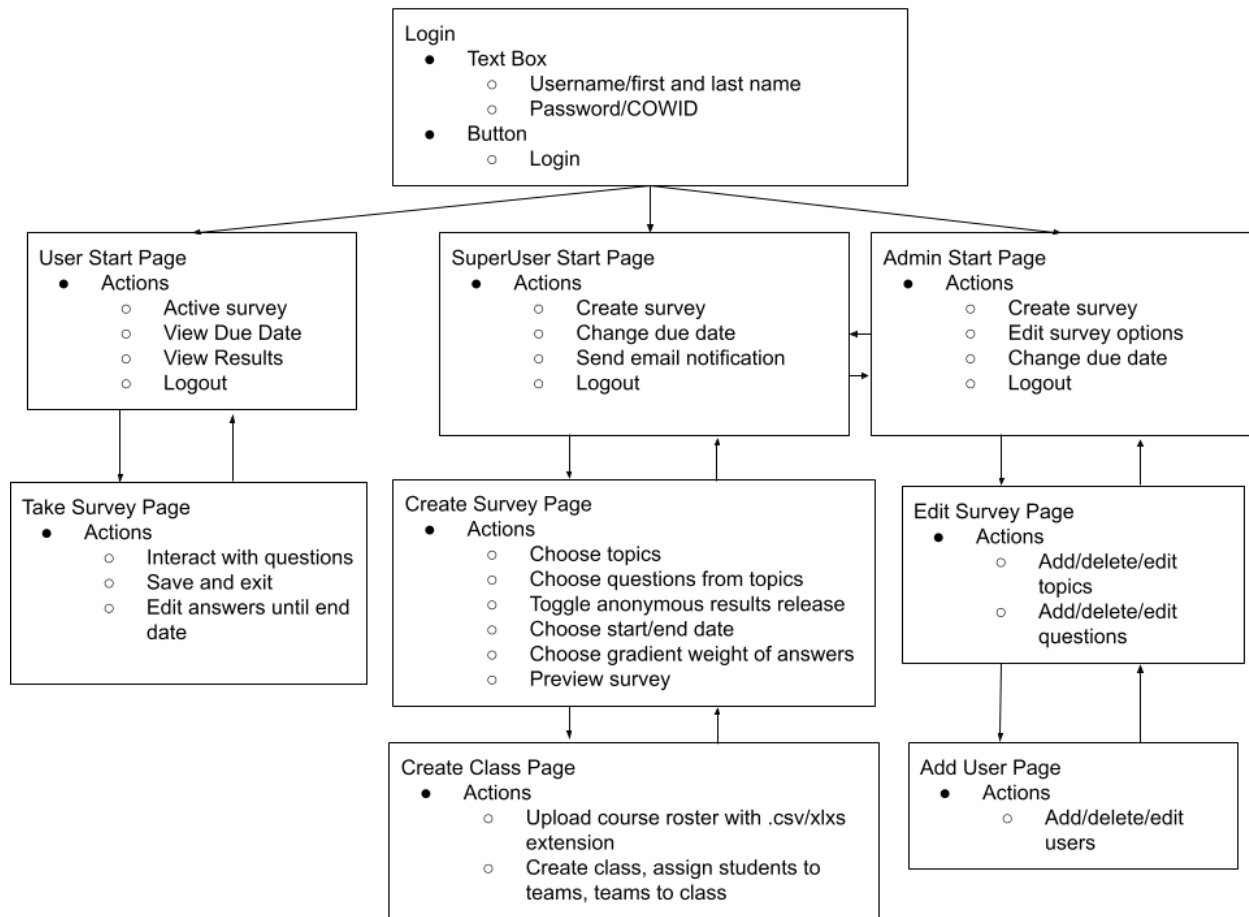 Login
● Text Box
○ Username/first and last name
○ Password/COWID
● Button
○ Login
User Start Page
● Actions
○ Active survey
○ View Due Date
○ View Results
○ Logout
SuperUser Start Page
● Actions
○ Create survey
○ Change due date
○ Send email notification
○ Logout
Admin Start Page
● Actions
○ Create survey
○ Edit survey options
○ Change due date
○ Logout
Take Survey Page
● Actions
○ Interact with questions
○ Save and exit
○ Edit answers until end
date
Create Survey Page
● Actions
○ Choose topics
○ Choose questions from topics
○ Toggle anonymous results release
○ Choose start/end date
○ Choose gradient weight of answers
○ Preview survey
Edit Survey Page
● Actions
○ Add/delete/edit
topics
○ Add/delete/edit
questions
Create Class Page
● Actions
○ Upload course roster with .csv/xlxs
extension
○ Create class, assign students to
teams, teams to class
Add User Page
● Actions
○ Add/delete/edit
users